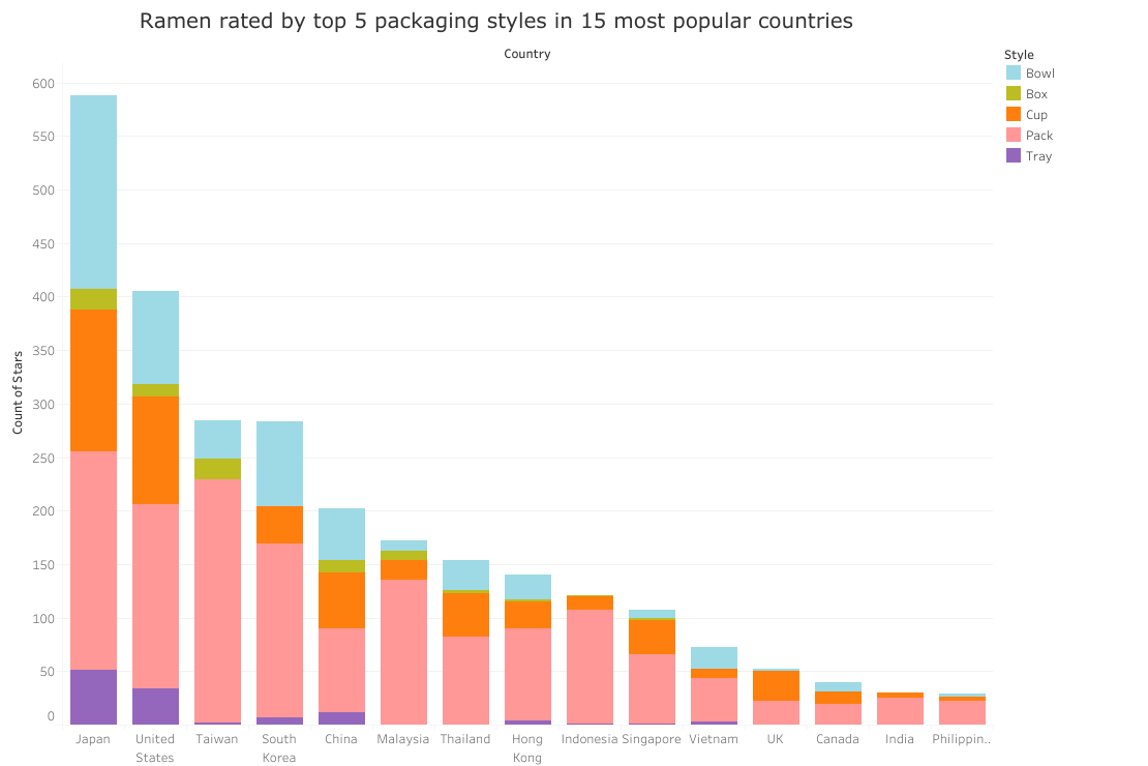 Ramen rated by top 5 packaging styles in 15 most popular countries
Country
Style
Bowl
Box
Cup
Pack
Tray
Count of Stars
600
550
500
450
400
350
300
250
200
150
100
50
0
Japan
United
States
Taiwan
South
Korea
China
Malaysia
Thailand
Hong
Kong
Indonesia
Singapore
Vietnam
UK
Canada
India
Philippin..